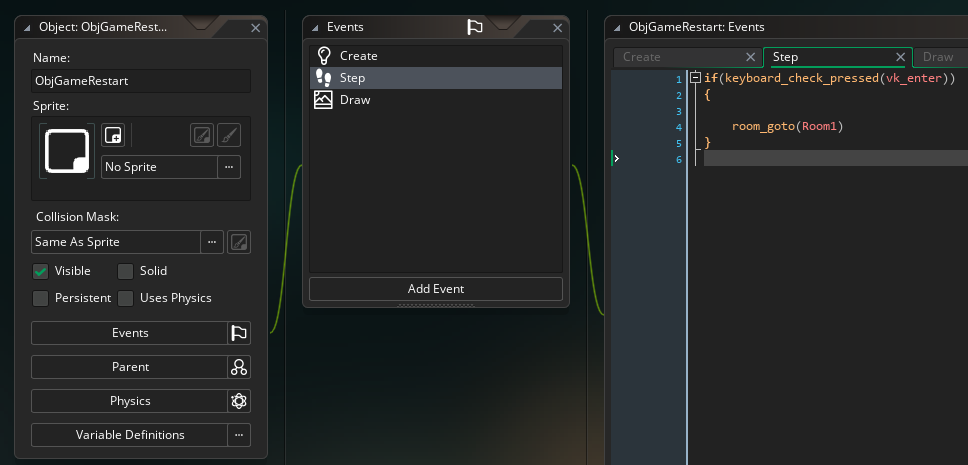 Object: ObjGameRest...
Name:
ObjGameRestart
Sprite:
No Sprite
...
Collision Mask:
Same As Sprite
...
Visible
Solid
Persistent
Uses Physics
Events
Parent
Physics
Variable Definitions
...
Events
Create
Step
Draw
Add Event
ObjGameRestart: Events
Create
Step
Draw
1 if(keyboard_check_pressed(vk_enter))
2 {
3
4 room_goto(Room1)
5 }
6